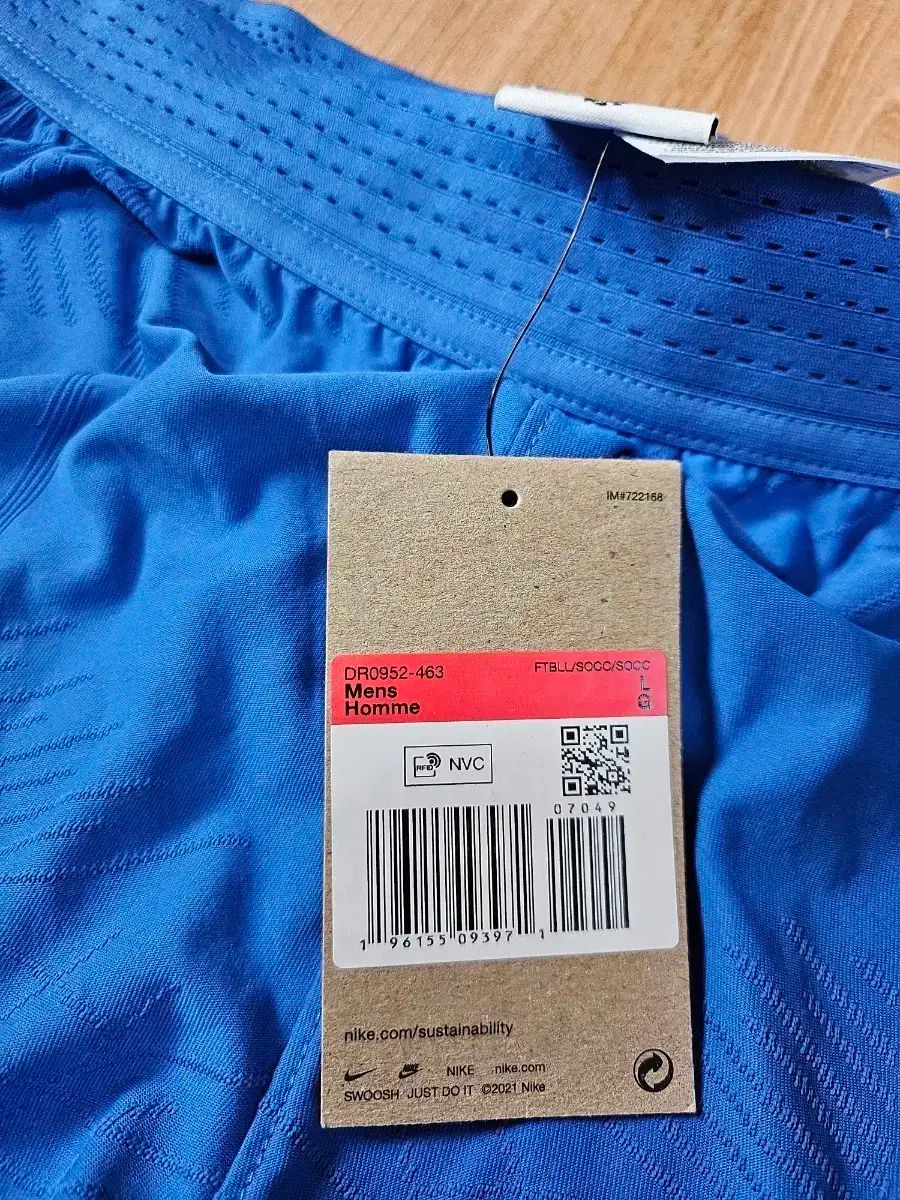 IM#722168
DR0952-463
FTBLL/SOCC/SOCC
Mens
Homme
L
G
RFID
NVC
07049
1 96155 09397 1
nike.com/sustainability
NIKE nike.com
SWOOSH JUST DO IT ©2021 Nike